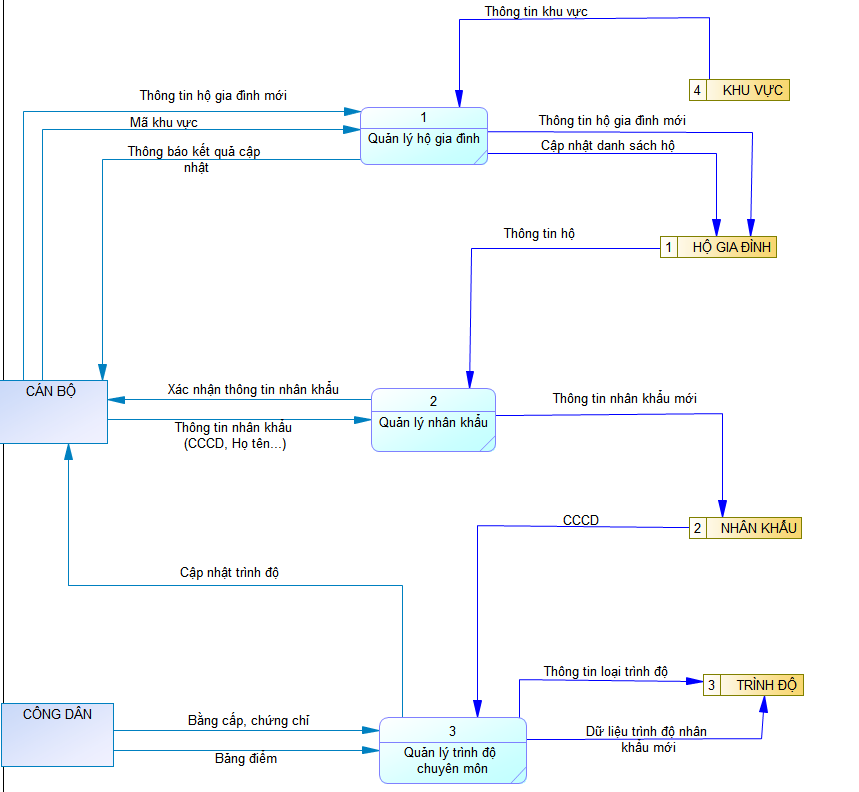 Thông tin khu vực
4 KHU VỰC
Thông tin hộ gia đình mới
Mã khu vực
Thông báo kết quả cập
nhật
1
Quản lý hộ gia đình
Thông tin hộ gia đình mới
Cập nhật danh sách hộ
Thông tin hộ
1 HỘ GIA ĐÌNH
CÁN BỘ
Xác nhận thông tin nhân khẩu
Thông tin nhân khẩu
(CCCD, Họ tên...)
2
Quản lý nhân khẩu
Thông tin nhân khẩu mới
CCCD
2 NHÂN KHẨU
Cập nhật trình độ
Thông tin loại trình độ
3 TRÌNH ĐỘ
CÔNG DÂN
Bằng cấp, chứng chỉ
Bảng điểm
3
Quản lý trình độ
chuyên môn
Dữ liệu trình độ nhân
khẩu mới